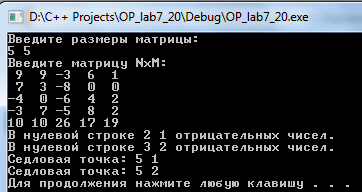 D:\C++ Projects\OP_lab7_20\Debug\OP_lab7_20.exe
Введите размеры матрицы:
5 5
Введите матрицу NxM:
9 9 -3 6 1
7 3 -8 0 0
-4 0 -6 4 2
-3 7 -5 8 2
10 10 26 17 19
В нулевой строке 2 1 отрицательных чисел.
В нулевой строке 3 2 отрицательных чисел.
Седловая точка: 5 1
Седловая точка: 5 2
Для продолжения нажмите любую клавишу . . .